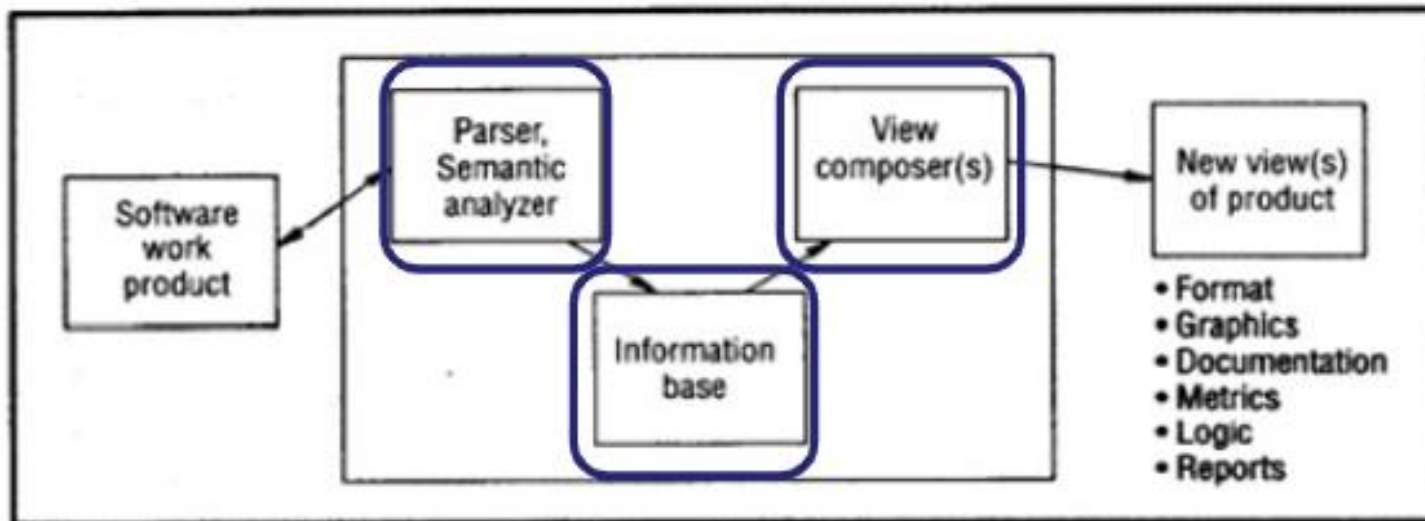 Software
work
product
Parser,
Semantic
analyzer
Information
base
View
composer(s)
New view(s)
of product
• Format
• Graphics
• Documentation
• Metrics
• Logic
• Reports